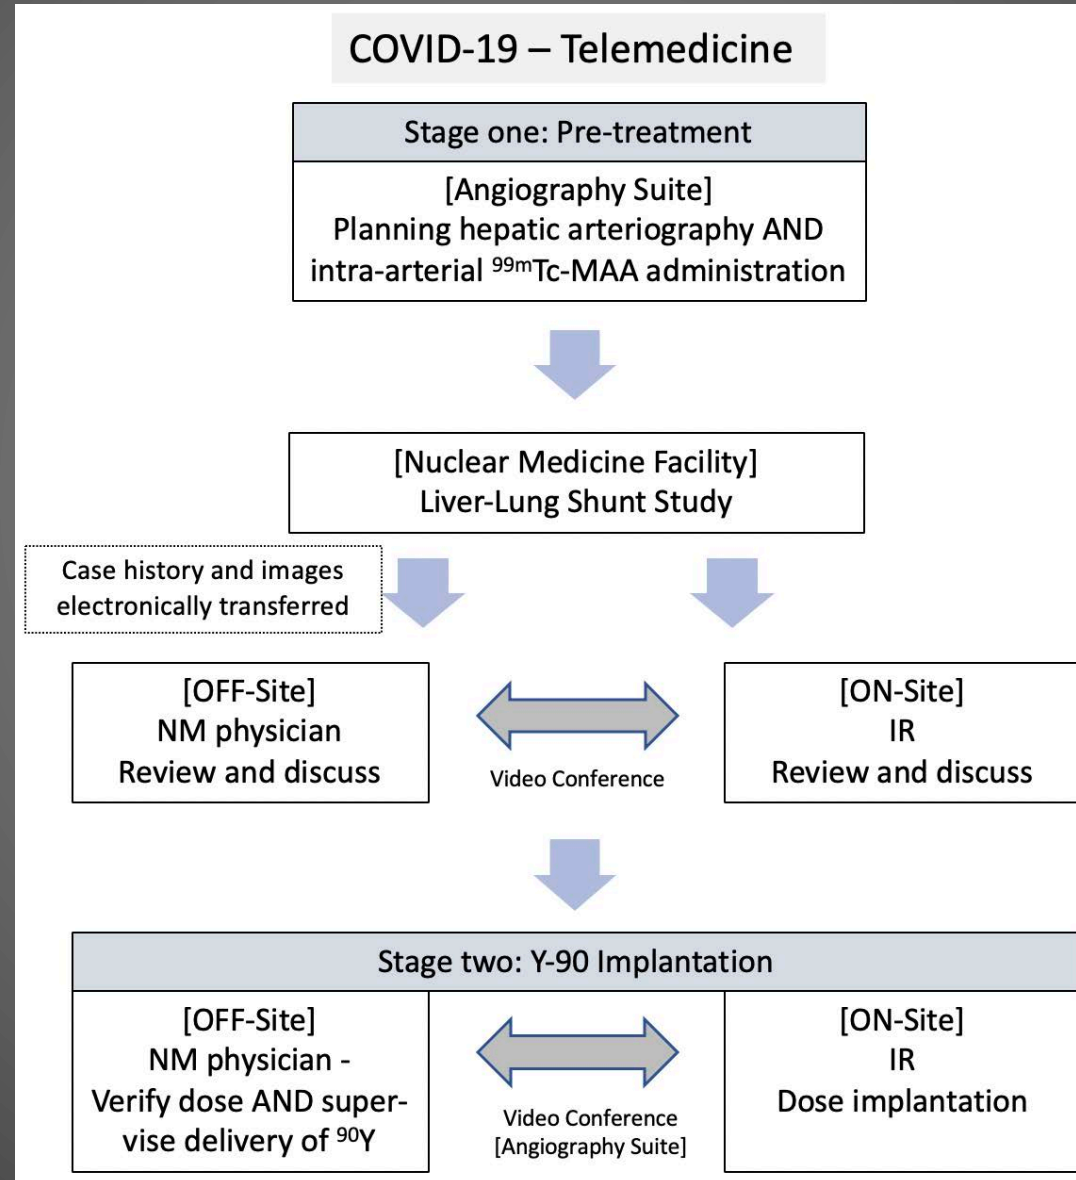 COVID-19 – Telemedicine
Stage one: Pre-treatment
[Angiography Suite]
Planning hepatic arteriography AND
intra-arterial ⁹⁹ᵐTc-MAA administration
[Nuclear Medicine Facility]
Liver-Lung Shunt Study
Case history and images
electronically transferred
[OFF-Site]
NM physician
Review and discuss
Video Conference
[ON-Site]
IR
Review and discuss
Stage two: Y-90 Implantation
[OFF-Site]
NM physician -
Verify dose AND super-
vise delivery of ⁹⁰Y
Video Conference
[Angiography Suite]
[ON-Site]
IR
Dose implantation